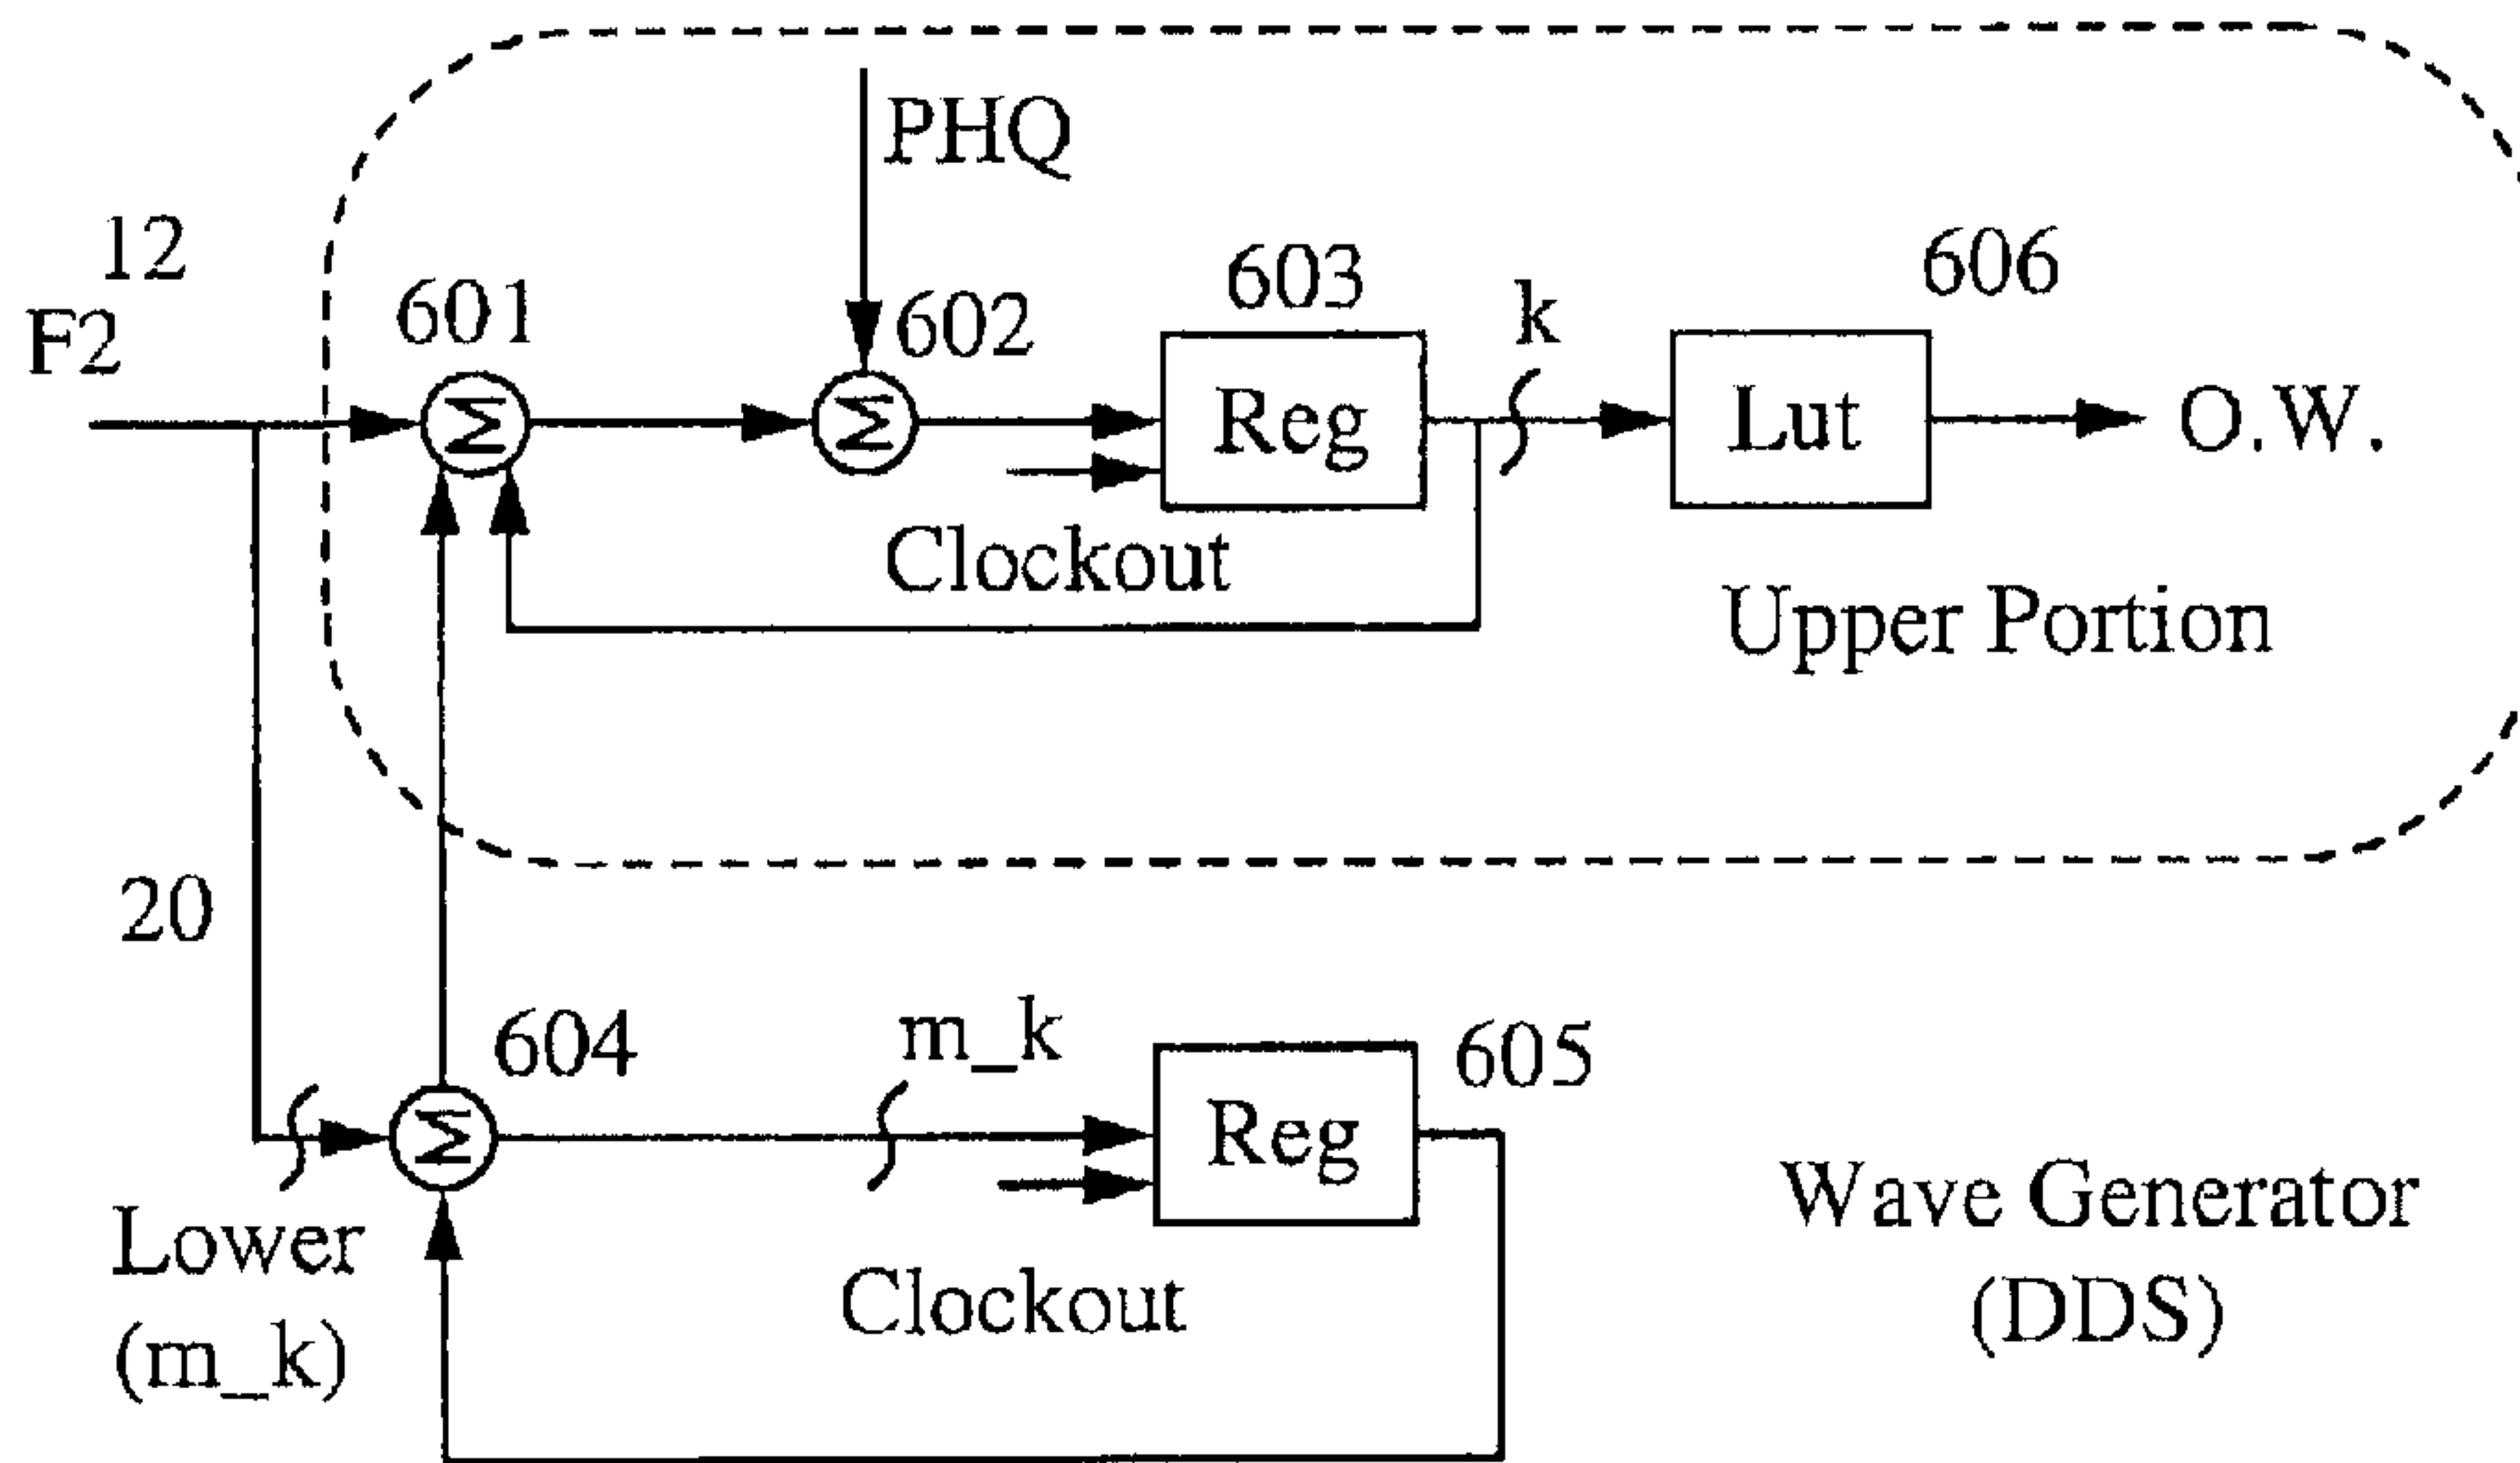 PHQ
12
F2
601
602
603
k
606
Σ
Σ
Reg
Lut
O.W.
Clockout
Upper Portion
20
604
m_k
605
Σ
Reg
Lower
(m_k)
Clockout
Wave Generator
(DDS)